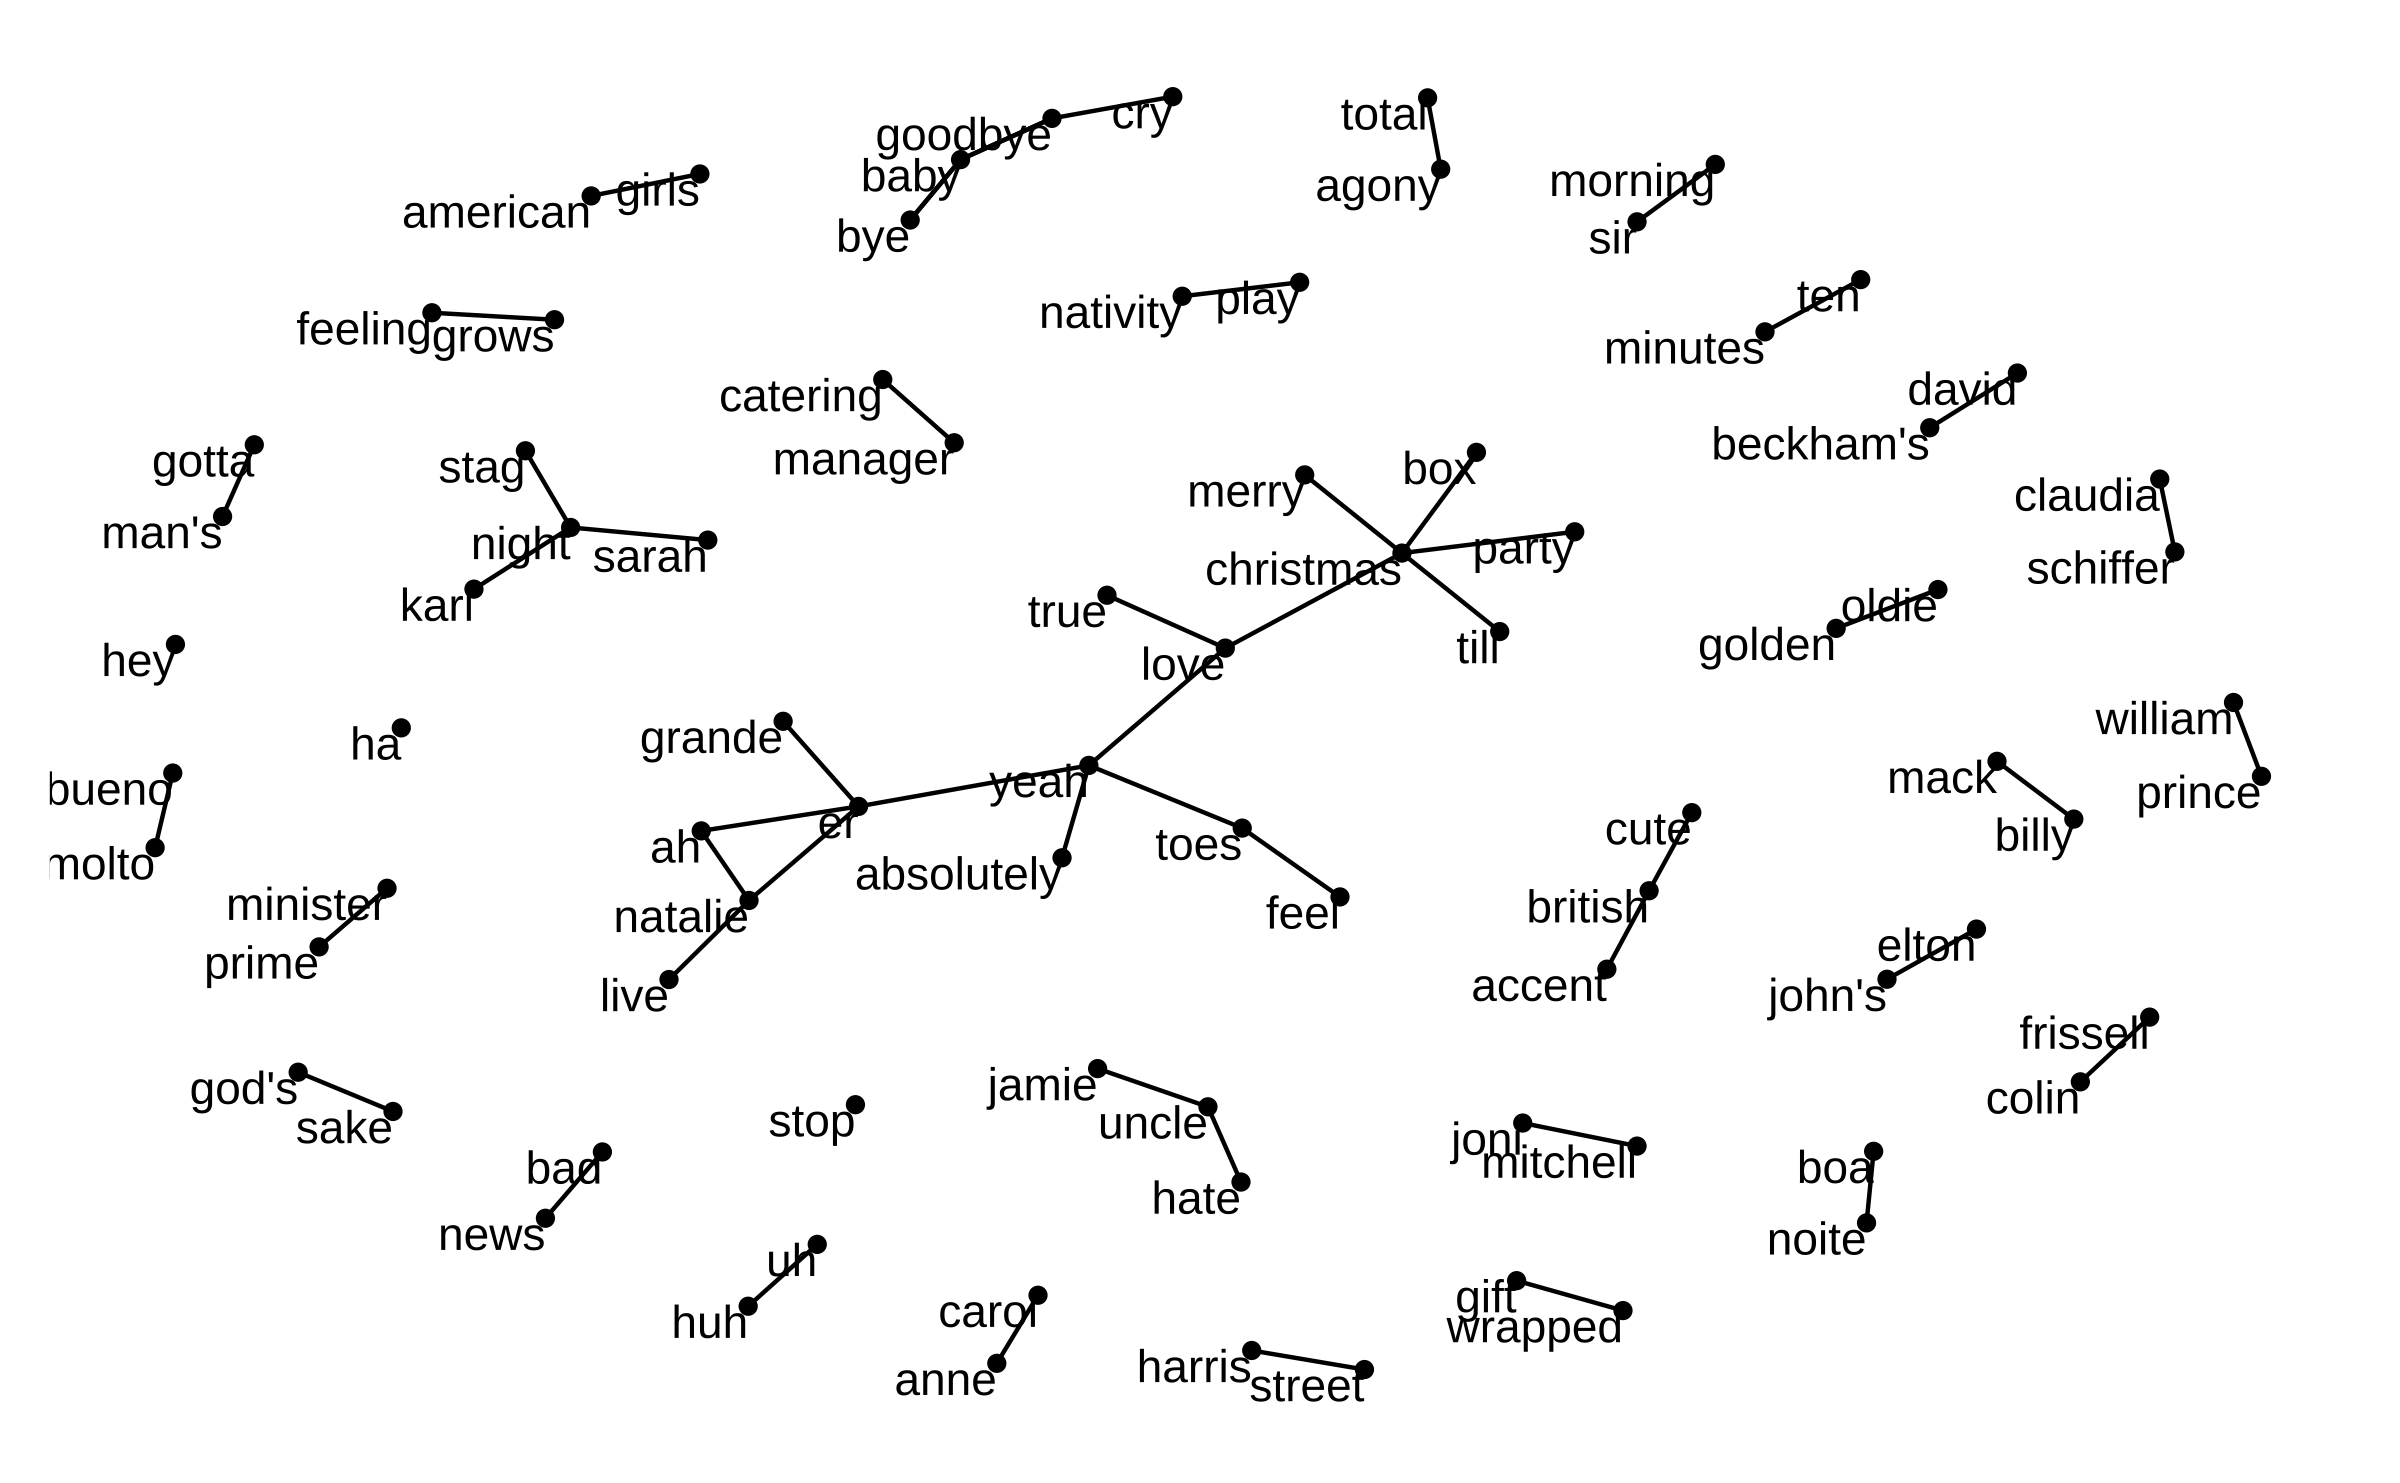 cry
goodbye
total
baby
girls
agony
morning
american
bye
sir
play
ten
nativity
feeling
grows
minutes
david
catering
beckham's
gotta
stag
manager
box
merry
claudia
man's
night
sarah
party
christmas
schiffer
karl
true
oldie
hey
love
till
golden
william
grande
ha
yeah
mack
prince
bueno
er
cute
ah
toes
billy
molto
absolutely
minister
natalie
feel
british
elton
prime
live
accent
john's
frissell
god's
jamie
colin
sake
stop
uncle
joni
mitchell
bad
boa
hate
news
noite
uh
gift
huh
carol
wrapped
anne
harris
street